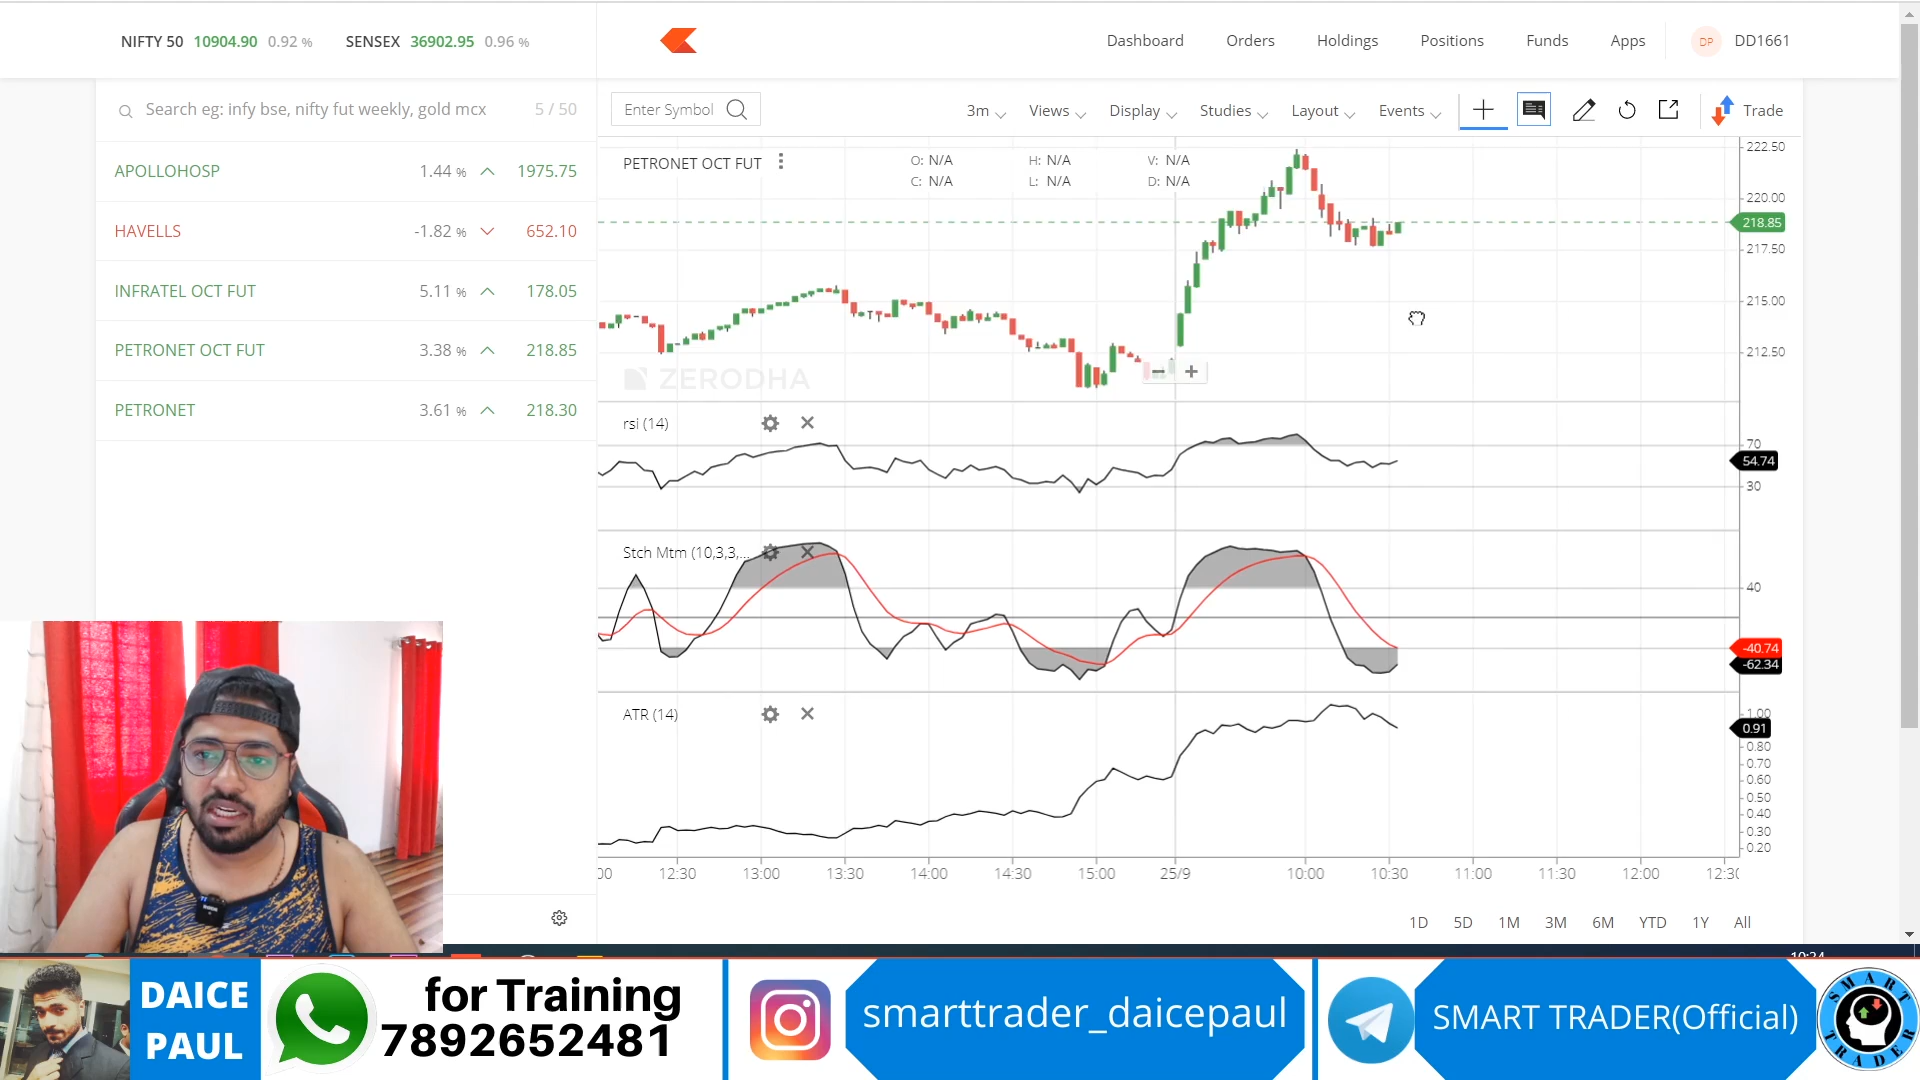 NIFTY 50 10904.90 0.92 % SENSEX 36902.95 0.96 %
Dashboard Orders Holdings Positions Funds Apps DP DD1661
Search eg: infy bse, nifty fut weekly, gold mcx 5 / 50
APOLLOHOSP 1.44 % 1975.75
HAVELLS -1.82 % 652.10
INFRATEL OCT FUT 5.11 % 178.05
PETRONET OCT FUT 3.38 % 218.85
PETRONET 3.61 % 218.30
Enter Symbol 3m Views Display Studies Layout Events Trade
PETRONET OCT FUT O: N/A H: N/A V: N/A
C: N/A L: N/A D: N/A
222.50
220.00
218.85
217.50
215.00
212.50
ZERODHA
rsi (14)
70
54.74
30
Stch Mtm (10,3,3,...
40
-40.74
-62.34
ATR (14)
1.00
0.91
0.80
0.70
0.60
0.50
0.40
0.30
0.20
00 12:30 13:00 13:30 14:00 14:30 15:00 25/9 10:00 10:30 11:00 11:30 12:00 12:30
1D 5D 1M 3M 6M YTD 1Y All
DAICE
PAUL
for Training
7892652481
smarttrader_daicepaul
SMART TRADER(Official)
SMART
TRADER